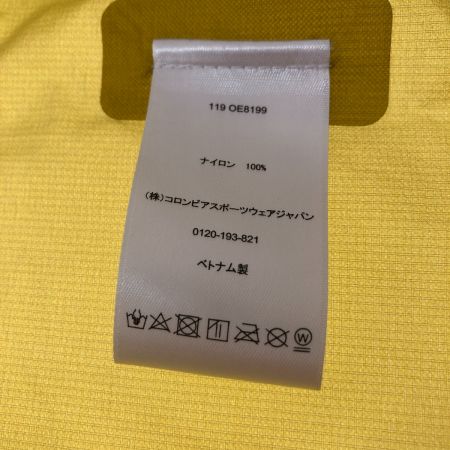 119 OE8199
ナイロン 100%
(株)コロンビアスポーツウェアジャパン
0120-193-821
ベトナム製
W